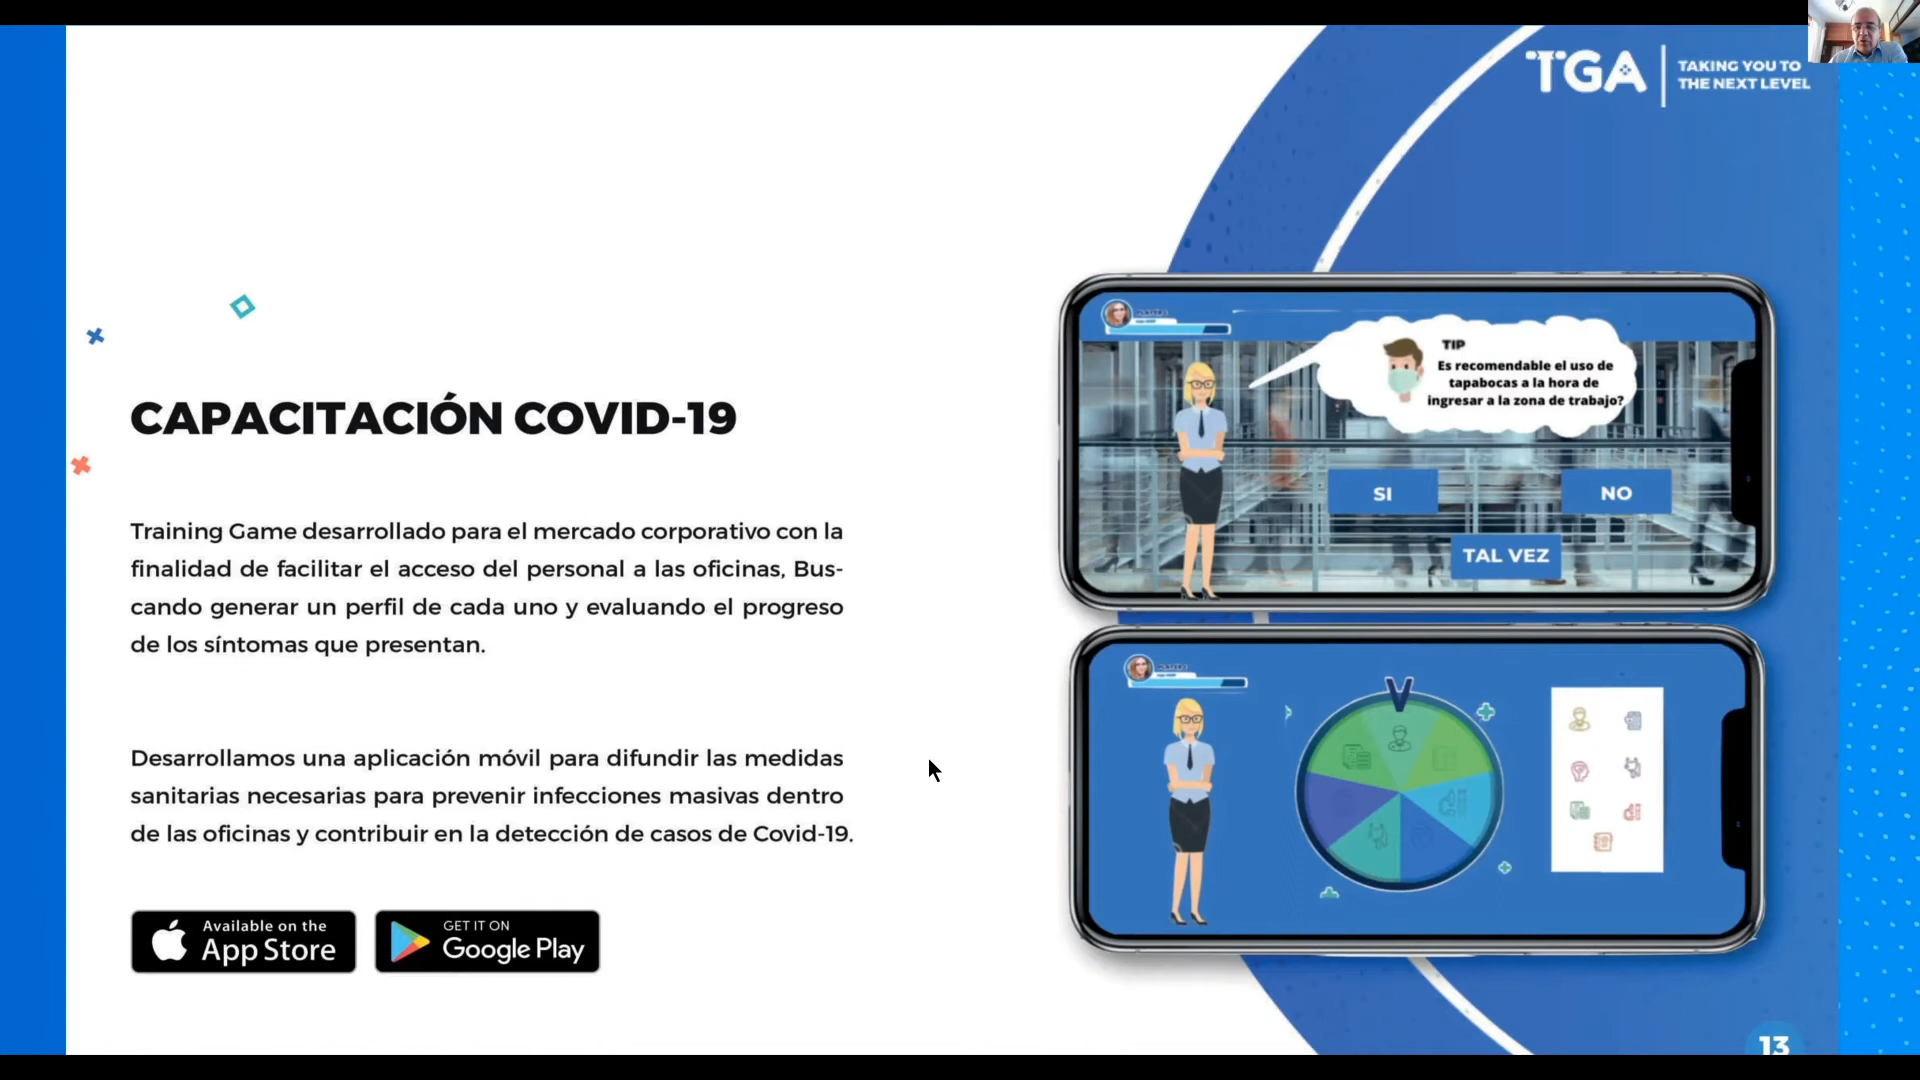 TGA
TAKING YOU TO
THE NEXT LEVEL
CAPACITACIÓN COVID-19
Training Game desarrollado para el mercado corporativo con la
finalidad de facilitar el acceso del personal a las oficinas, Bus-
cando generar un perfil de cada uno y evaluando el progreso
de los síntomas que presentan.
Desarrollamos una aplicación móvil para difundir las medidas
sanitarias necesarias para prevenir infecciones masivas dentro
de las oficinas y contribuir en la detección de casos de Covid-19.
Available on the
App Store
GET IT ON
Google Play
TIP
Es recomendable el uso de
tapabocas a la hora de
ingresar a la zona de trabajo?
SI
NO
TAL VEZ
13